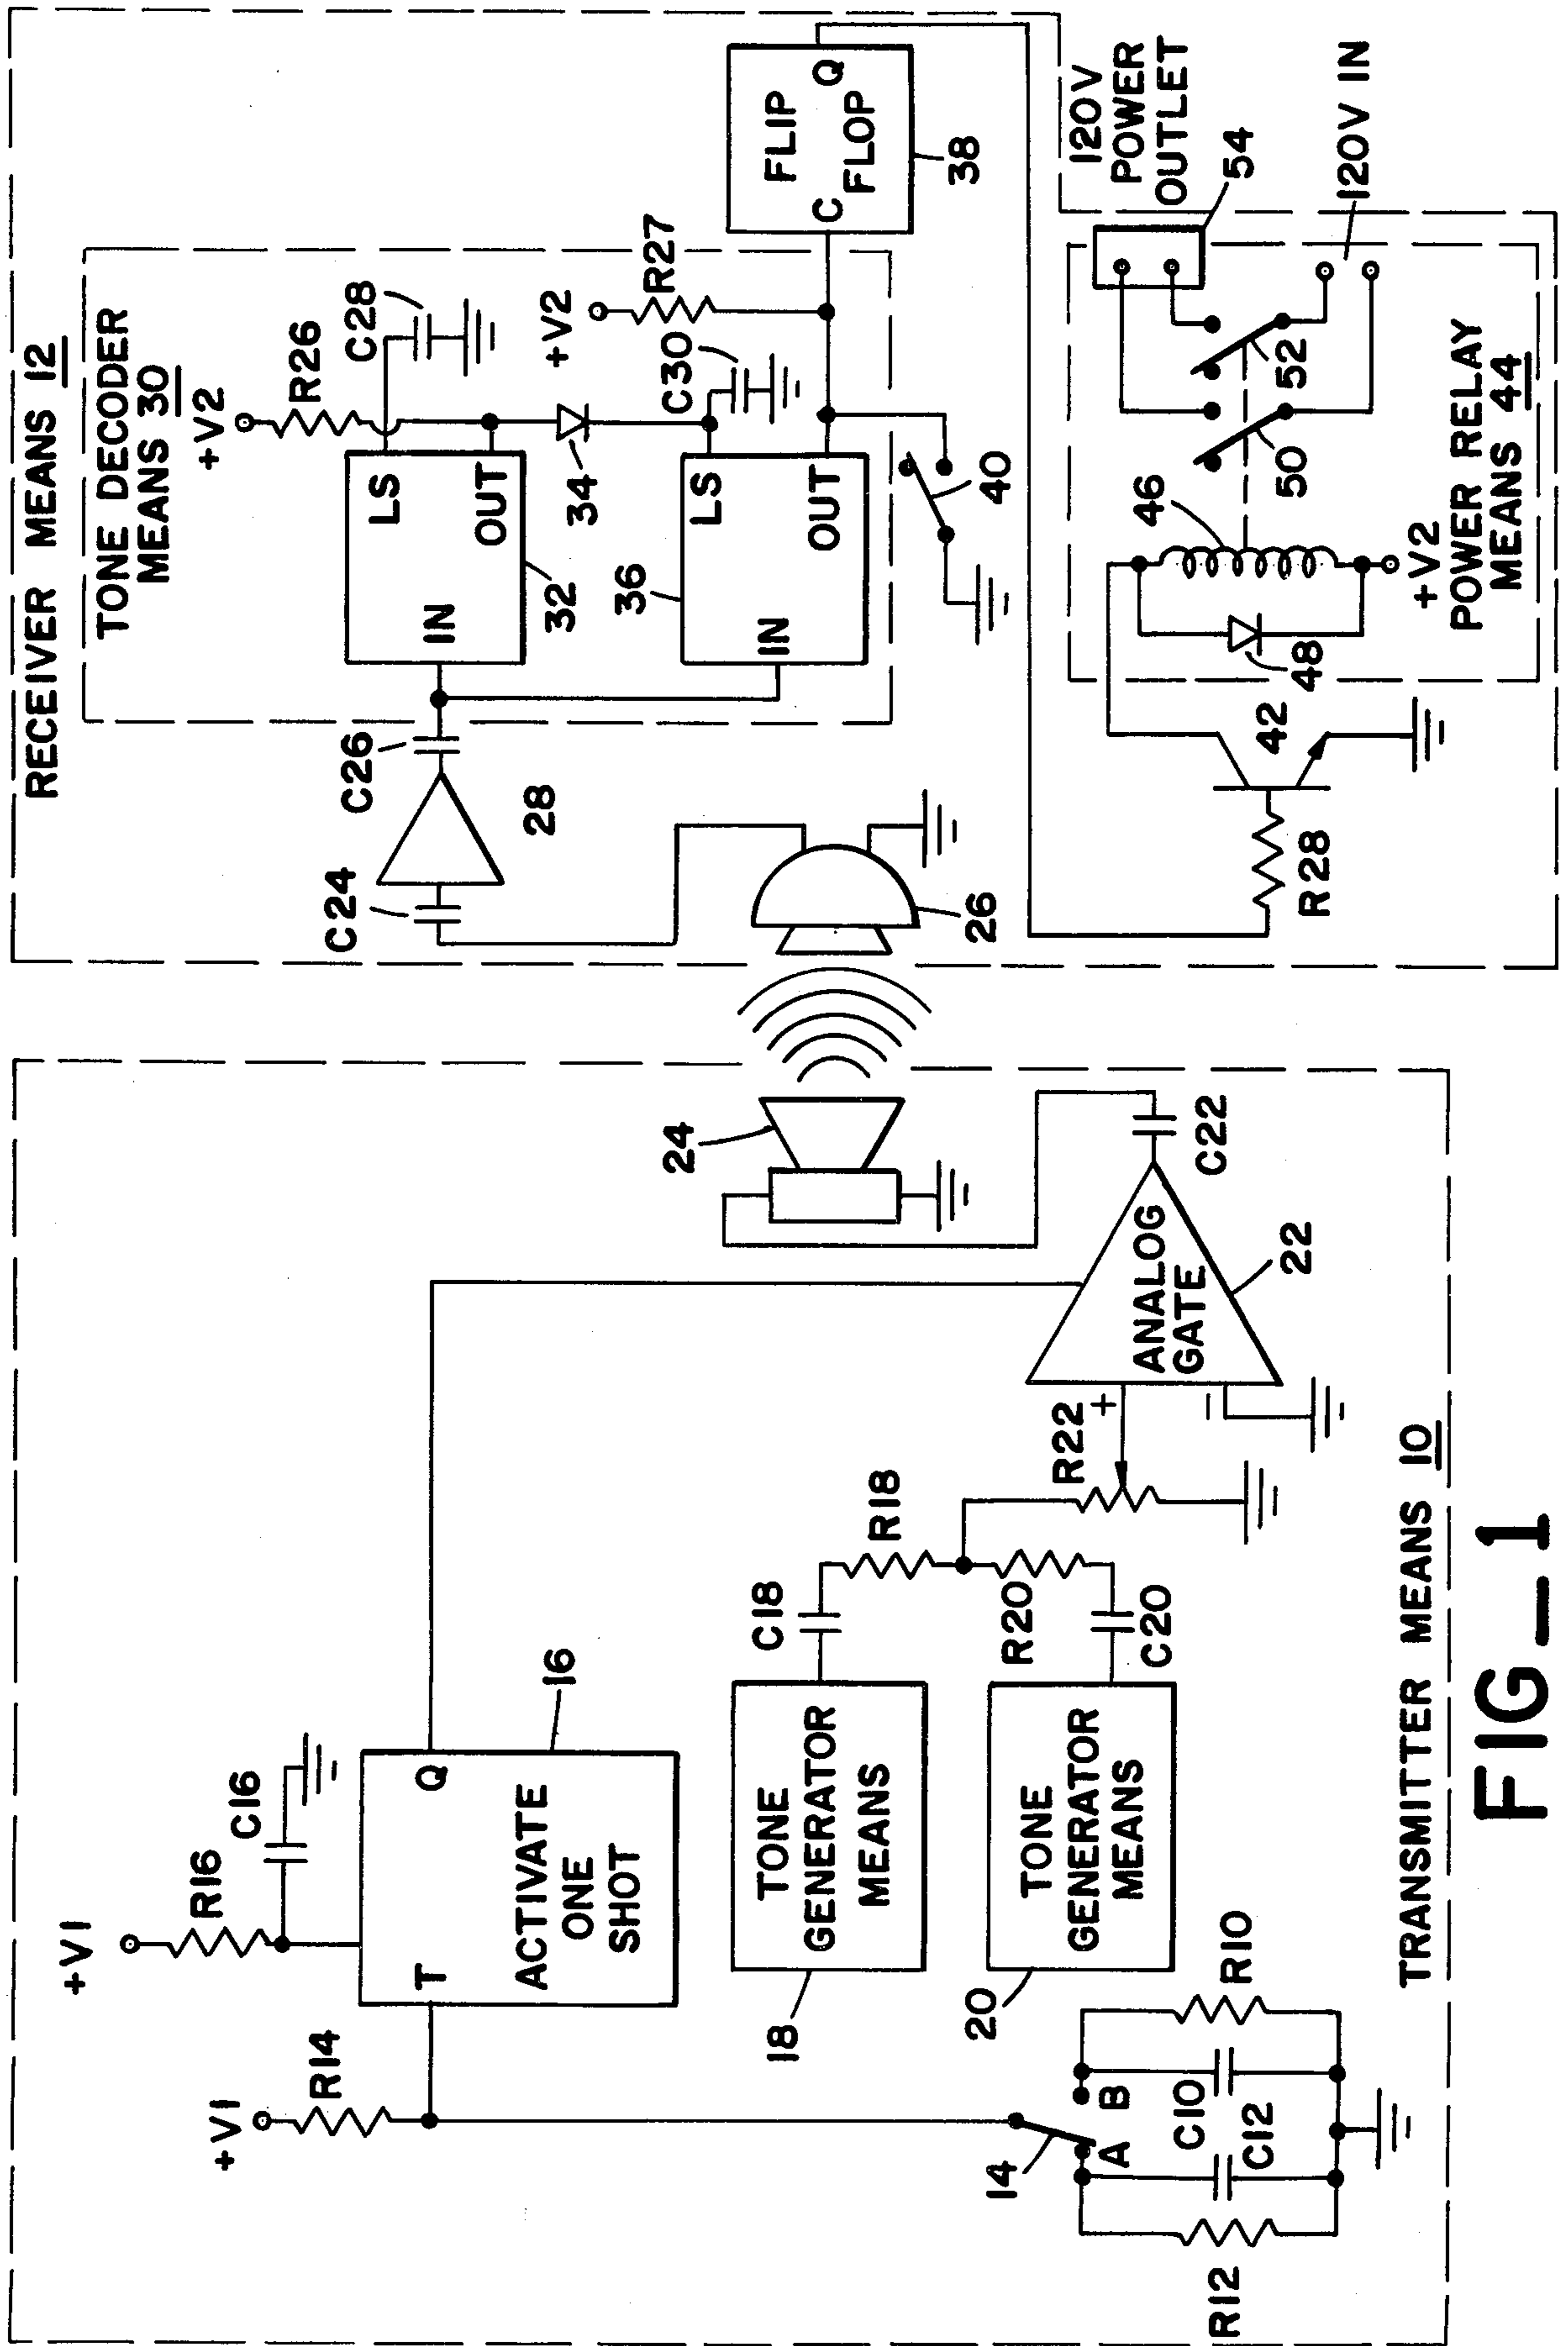 RECEIVER MEANS 12
TONE DECODER
MEANS 30
+V2
R26
C28
LS
IN
OUT
32
34
+V2
R27
C30
LS
IN
OUT
36
40
C24
C26
28
26
FLIP
FLOP
C
Q
38
120V
POWER
OUTLET
54
120V IN
52
50
46
48
+V2
POWER RELAY
MEANS 44
42
R28
+V1
R14
+V1
R16
C16
T
Q
ACTIVATE
ONE
SHOT
16
24
TONE
GENERATOR
MEANS
18
C18
R18
TONE
GENERATOR
MEANS
20
C20
R20
R22
+
−
ANALOG
GATE
22
C22
14
A
B
R12
C12
C10
R10
TRANSMITTER MEANS 10
FIG—1